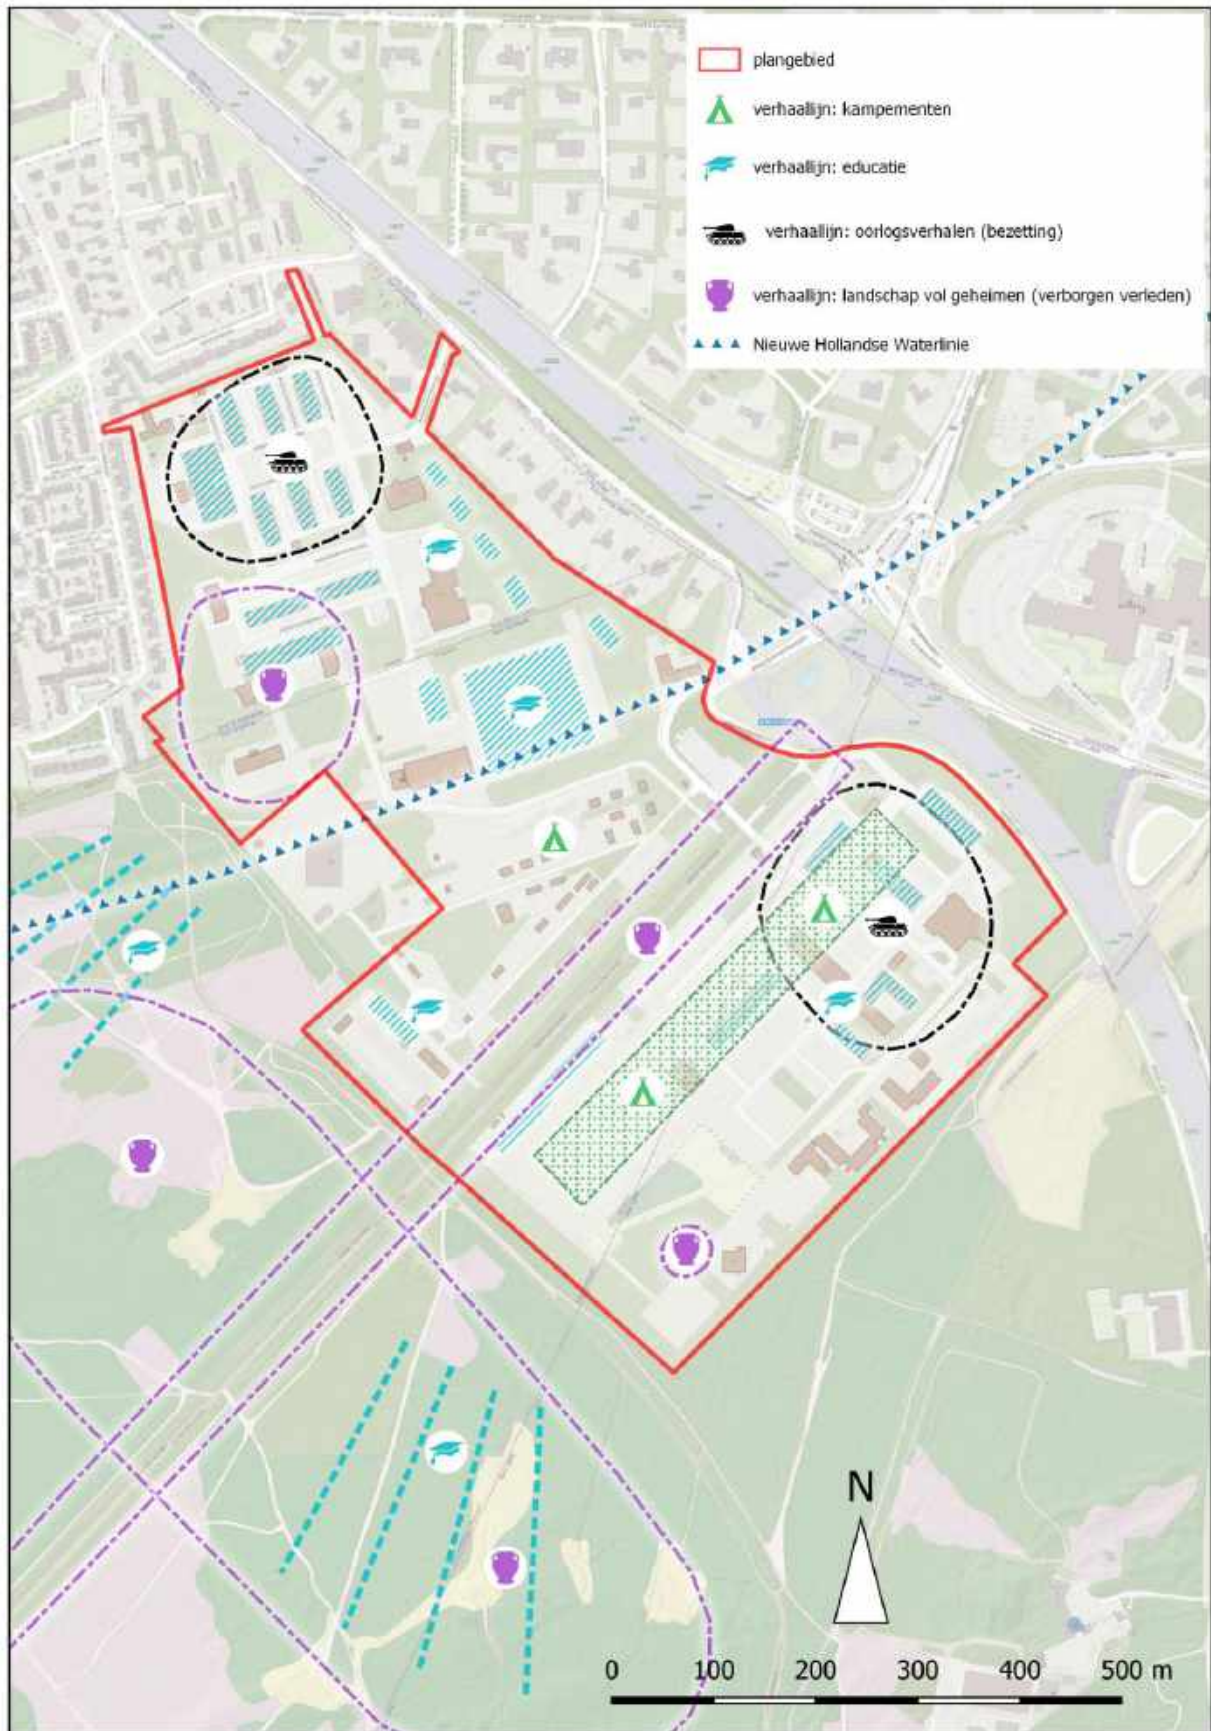 plangebied
verhaallijn: kampementen
verhaallijn: educatie
verhaallijn: oorlogsverhalen (bezetting)
verhaallijn: landschap vol geheimen (verborgen verleden)
Nieuwe Hollandse Waterlinie
N
0 100 200 300 400 500 m